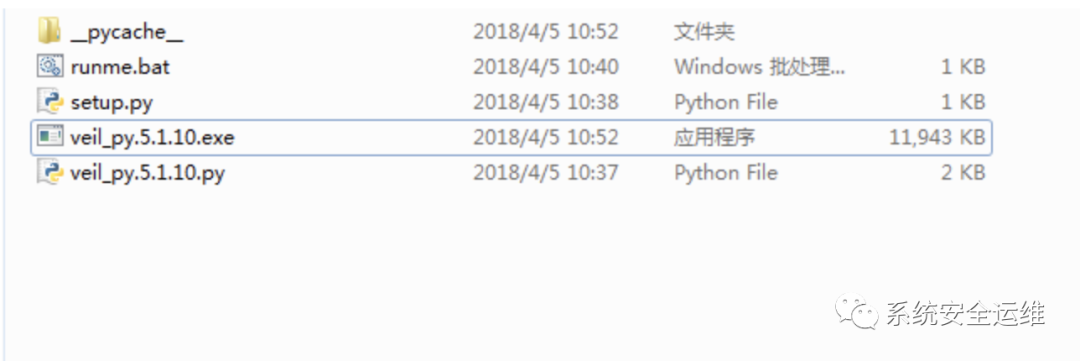 __pycache__ 2018/4/5 10:52 文件夹
runme.bat 2018/4/5 10:40 Windows 批处理... 1 KB
setup.py 2018/4/5 10:38 Python File 1 KB
veil_py.5.1.10.exe 2018/4/5 10:52 应用程序 11,943 KB
veil_py.5.1.10.py 2018/4/5 10:37 Python File 2 KB
系统安全运维